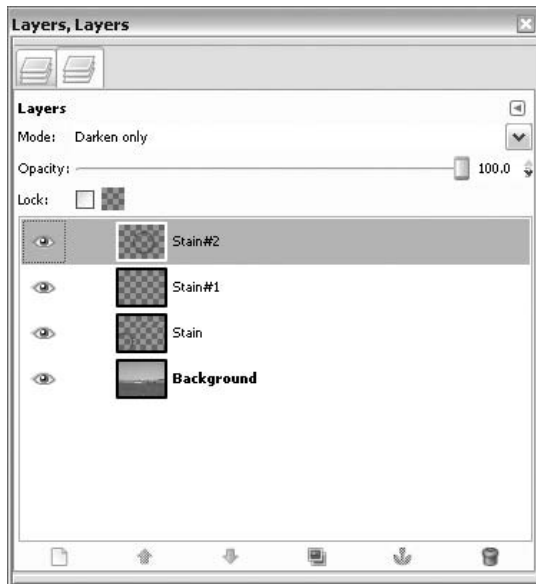 Layers, Layers
Layers
Mode: Darken only
Opacity: 100.0
Lock:
Stain#2
Stain#1
Stain
Background